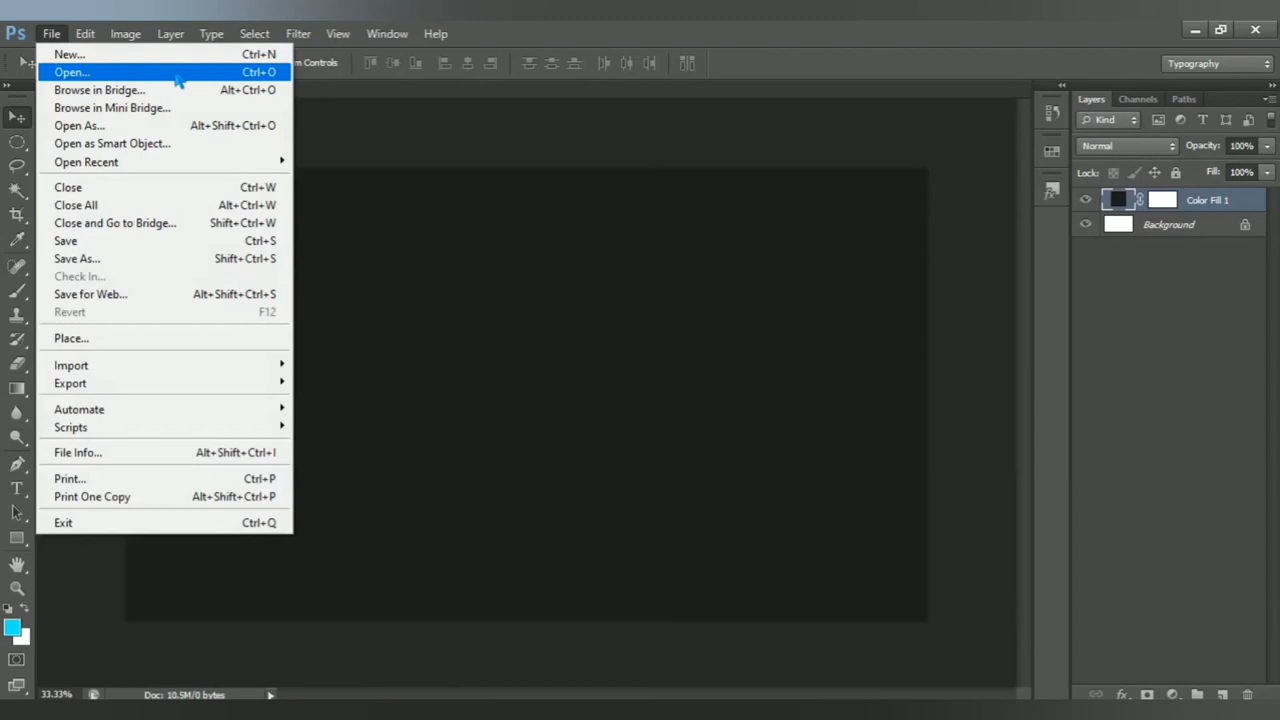 Ps File Edit Image Layer Type Select Filter View Window Help
m Controls Typography
New... Ctrl+N
Open... Ctrl+O
Browse in Bridge... Alt+Ctrl+O
Browse in Mini Bridge...
Open As... Alt+Shift+Ctrl+O
Open as Smart Object...
Open Recent
Close Ctrl+W
Close All Alt+Ctrl+W
Close and Go to Bridge... Shift+Ctrl+W
Save Ctrl+S
Save As... Shift+Ctrl+S
Check In...
Save for Web... Alt+Shift+Ctrl+S
Revert F12
Place...
Import
Export
Automate
Scripts
File Info... Alt+Shift+Ctrl+I
Print... Ctrl+P
Print One Copy Alt+Shift+Ctrl+P
Exit Ctrl+Q
Layers Channels Paths
Kind
Normal Opacity: 100%
Lock: Fill: 100%
Color Fill 1
Background
33.33% Doc: 10.5M/0 bytes